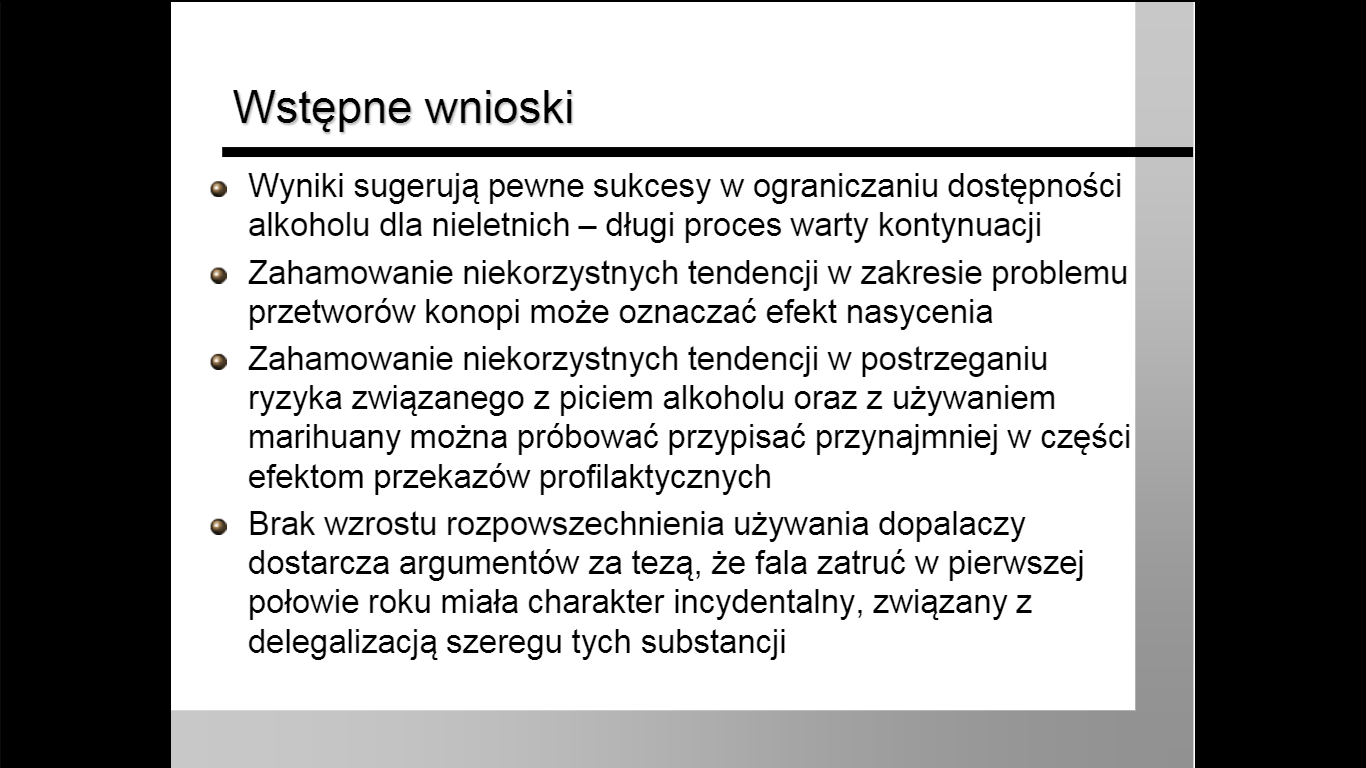 Wstępne wnioski
Wyniki sugerują pewne sukcesy w ograniczaniu dostępności
alkoholu dla nieletnich – długi proces warty kontynuacji
Zahamowanie niekorzystnych tendencji w zakresie problemu
przetworów konopi może oznaczać efekt nasycenia
Zahamowanie niekorzystnych tendencji w postrzeganiu
ryzyka związanego z piciem alkoholu oraz z używaniem
marihuany można próbować przypisać przynajmniej w części
efektom przekazów profilaktycznych
Brak wzrostu rozpowszechnienia używania dopalaczy
dostarcza argumentów za tezą, że fala zatruć w pierwszej
połowie roku miała charakter incydentalny, związany z
delegalizacją szeregu tych substancji